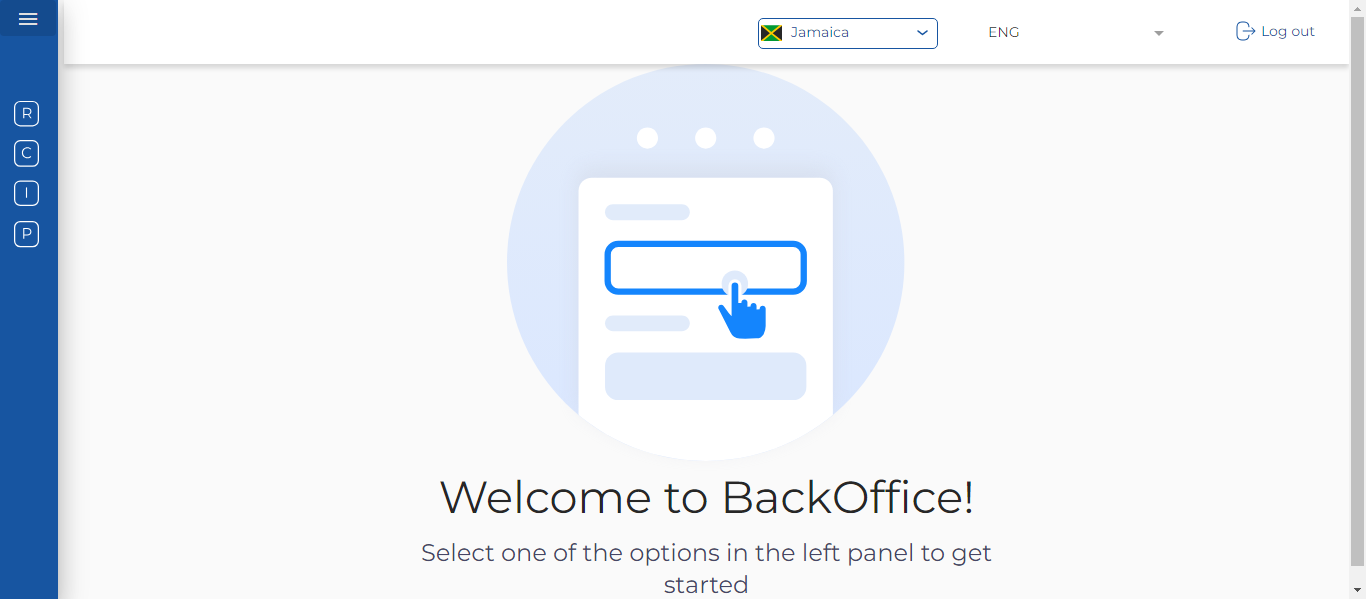 Jamaica
ENG
Log out
R
C
I
P
Welcome to BackOffice!
Select one of the options in the left panel to get
started